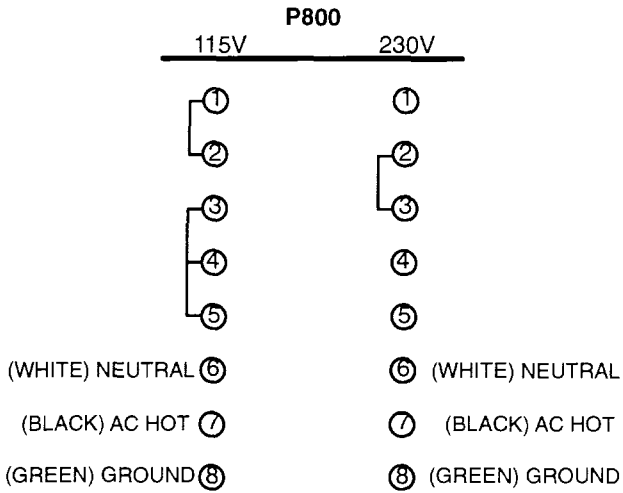 P800
115V 230V
1 1
2 2
3 3
4 4
5 5
(WHITE) NEUTRAL 6 6 (WHITE) NEUTRAL
(BLACK) AC HOT 7 7 (BLACK) AC HOT
(GREEN) GROUND 8 8 (GREEN) GROUND